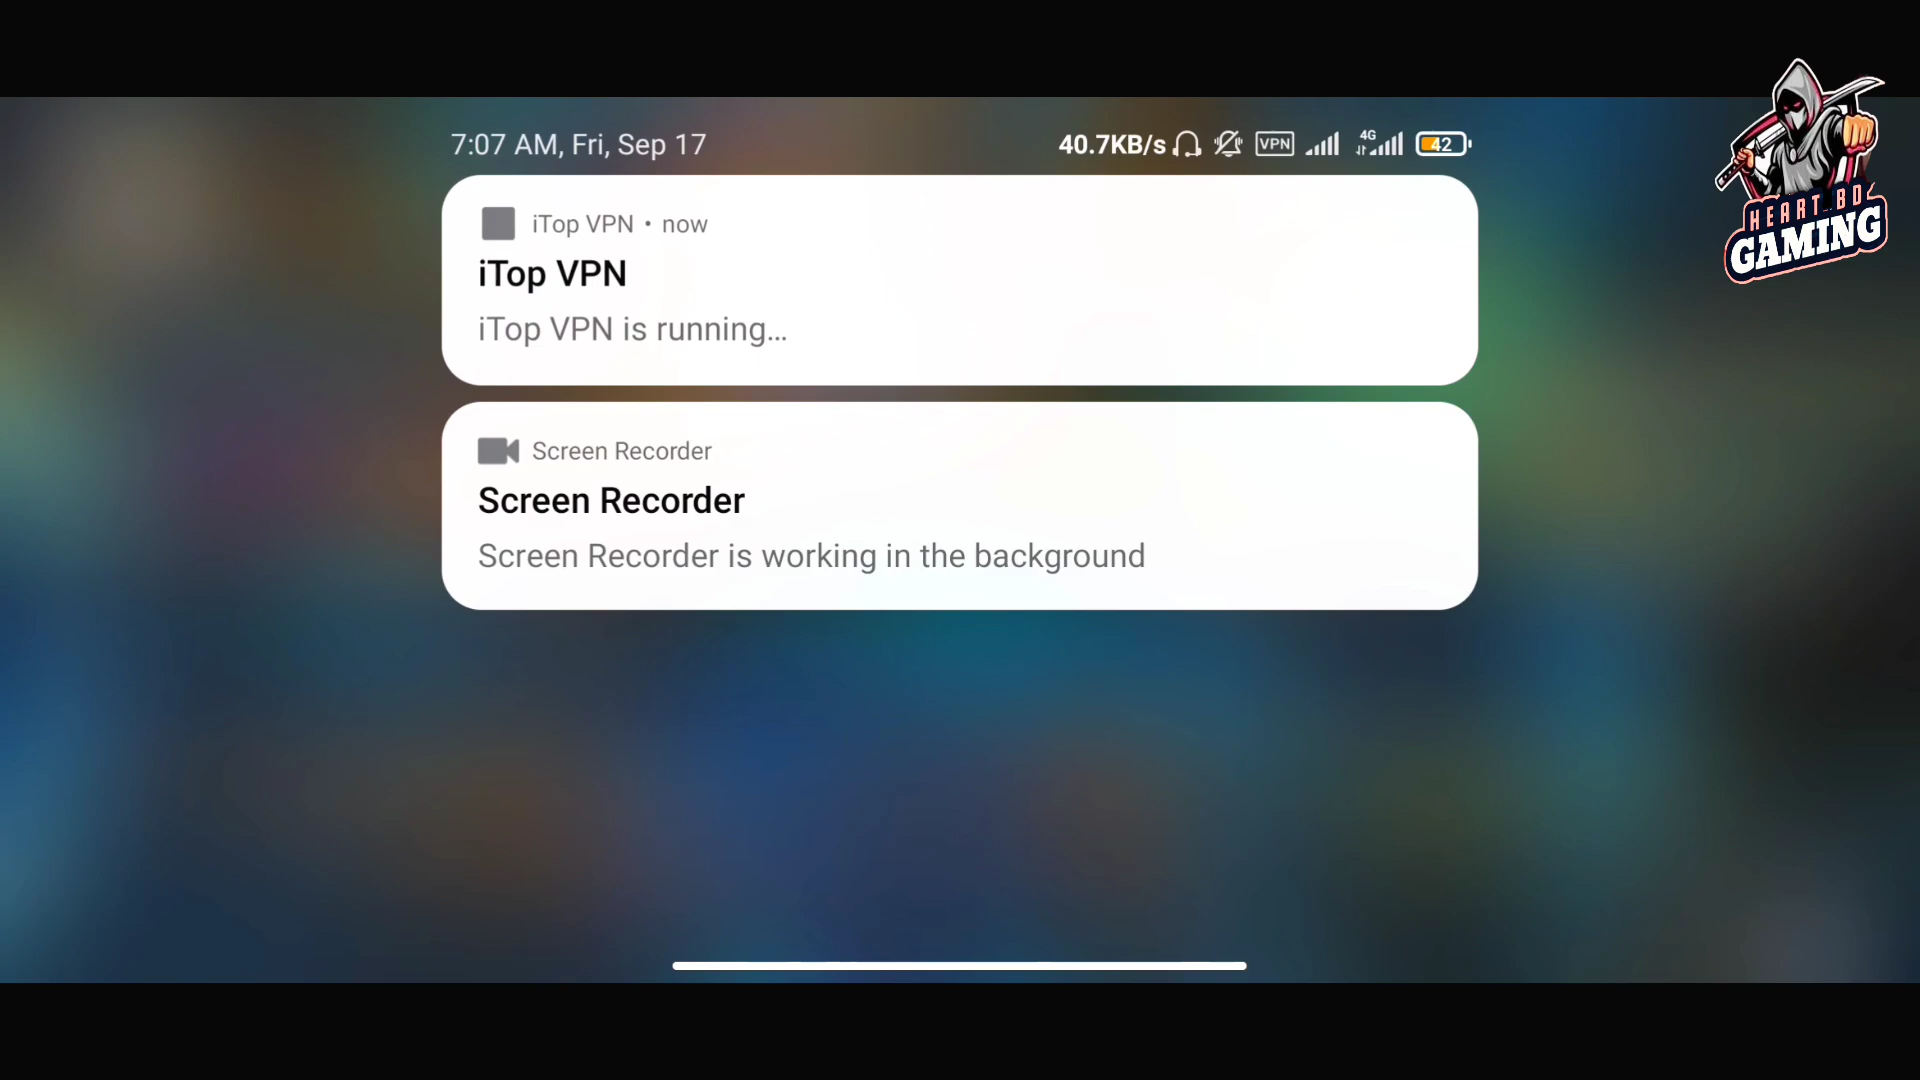 7:07 AM, Fri, Sep 17
40.7KB/s VPN 4G 42
HEART BD
GAMING
iTop VPN • now
iTop VPN
iTop VPN is running...
Screen Recorder
Screen Recorder
Screen Recorder is working in the background